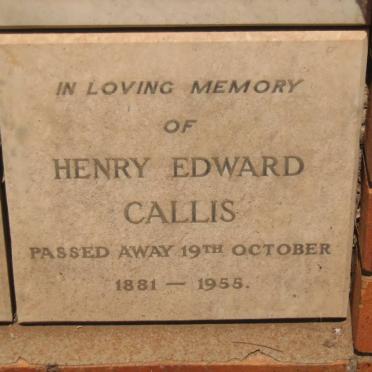 IN LOVING MEMORY
OF
HENRY EDWARD
CALLIS
PASSED AWAY 19TH OCTOBER
1881 — 1955.